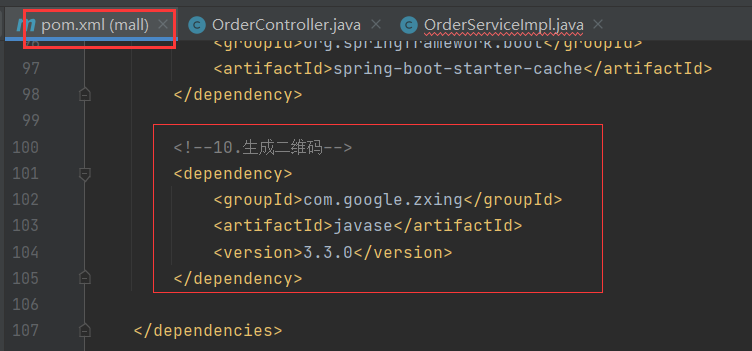 m pom.xml (mall) × C OrderController.java × C OrderServiceImpl.java ×
96 <groupId>org.springframework.boot</groupId>
97 <artifactId>spring-boot-starter-cache</artifactId>
98 </dependency>
99
100 <!--10.生成二维码-->
101 <dependency>
102 <groupId>com.google.zxing</groupId>
103 <artifactId>javase</artifactId>
104 <version>3.3.0</version>
105 </dependency>
106
107 </dependencies>